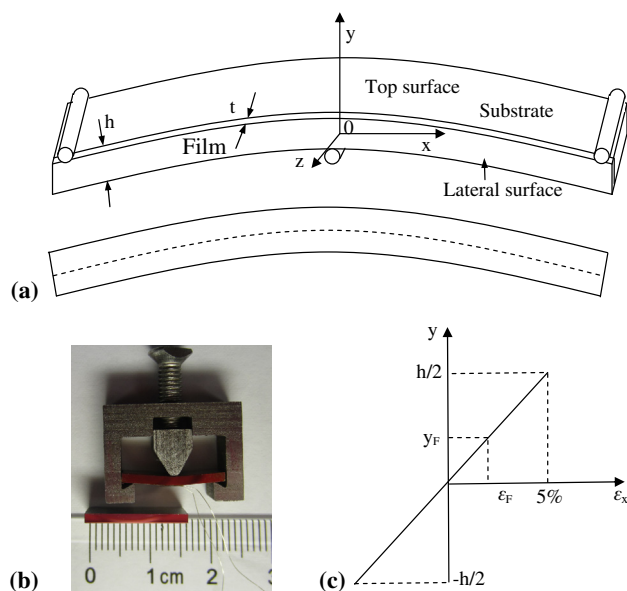 y
Top surface
Substrate
h
t
0
Film
x
z
Lateral surface
(a)
0 1 cm 2 3
(b)
y
h/2
y_F
ε_F 5% ε_x
-h/2
(c)